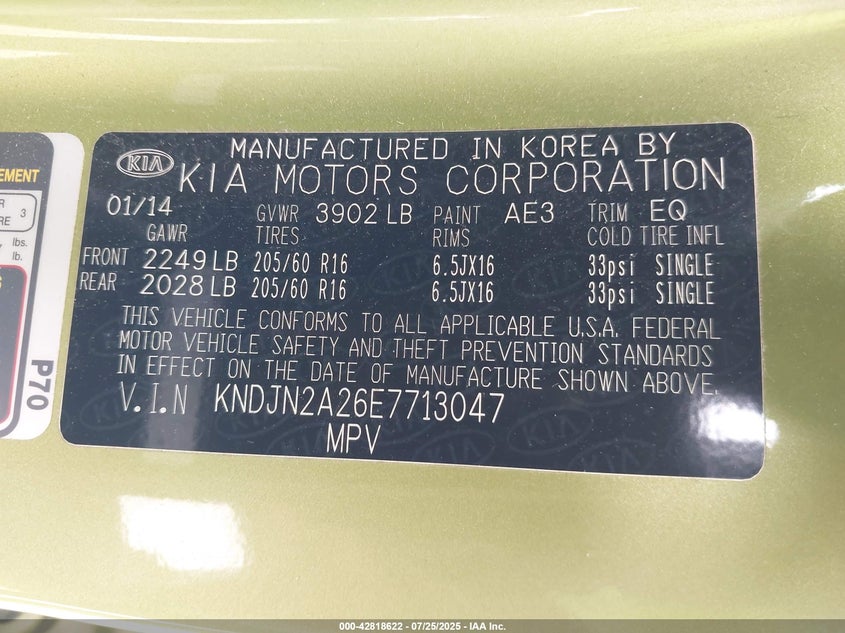 EMENT
R
RE 3
lbs.
lb.
S
P70
KIA MANUFACTURED IN KOREA BY
KIA MOTORS CORPORATION
01/14 GVWR 3902 LB PAINT AE3 TRIM EQ
GAWR TIRES RIMS COLD TIRE INFL
FRONT 2249 LB 205/60 R16 6.5JX16 33psi SINGLE
REAR 2028 LB 205/60 R16 6.5JX16 33psi SINGLE
THIS VEHICLE CONFORMS TO ALL APPLICABLE U.S.A. FEDERAL
MOTOR VEHICLE SAFETY AND THEFT PREVENTION STANDARDS
IN EFFECT ON THE DATE OF MANUFACTURE SHOWN ABOVE.
V.I.N KNDJN2A26E7713047
MPV
000-42818622 - 07/25/2025 - IAA Inc.